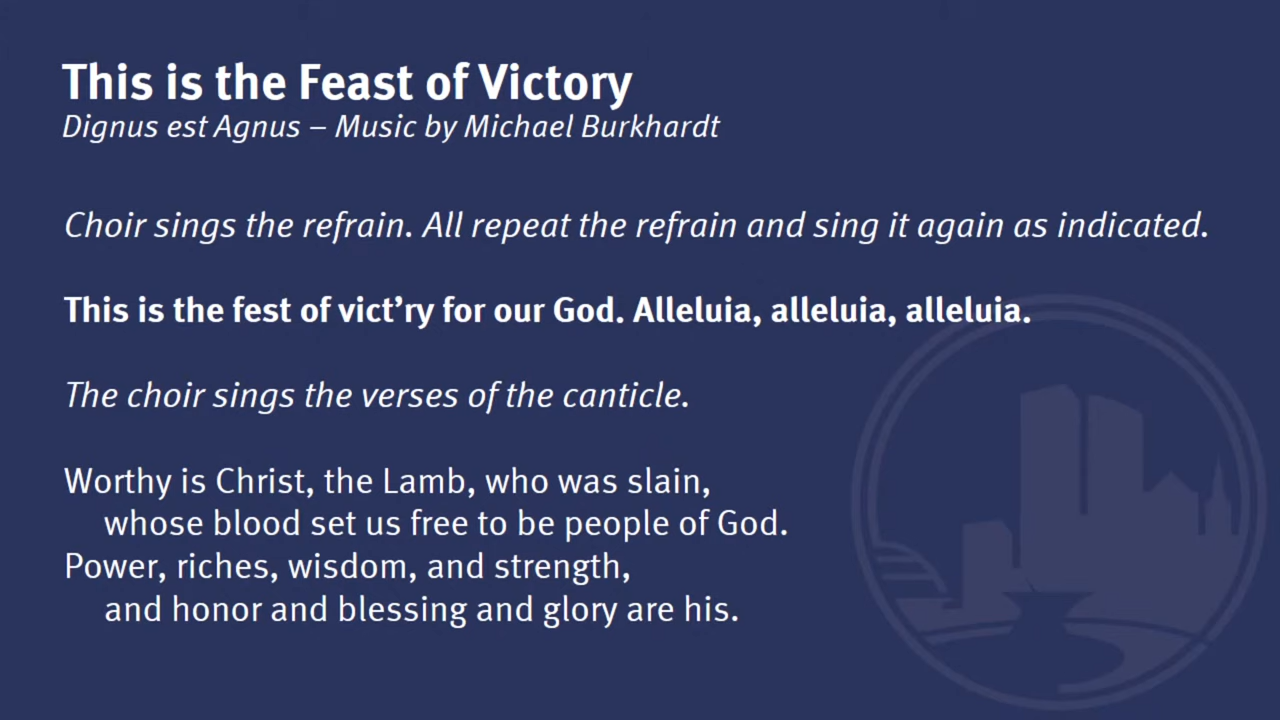 This is the Feast of Victory
Dignus est Agnus – Music by Michael Burkhardt
Choir sings the refrain. All repeat the refrain and sing it again as indicated.
This is the fest of vict’ry for our God. Alleluia, alleluia, alleluia.
The choir sings the verses of the canticle.
Worthy is Christ, the Lamb, who was slain,
whose blood set us free to be people of God.
Power, riches, wisdom, and strength,
and honor and blessing and glory are his.